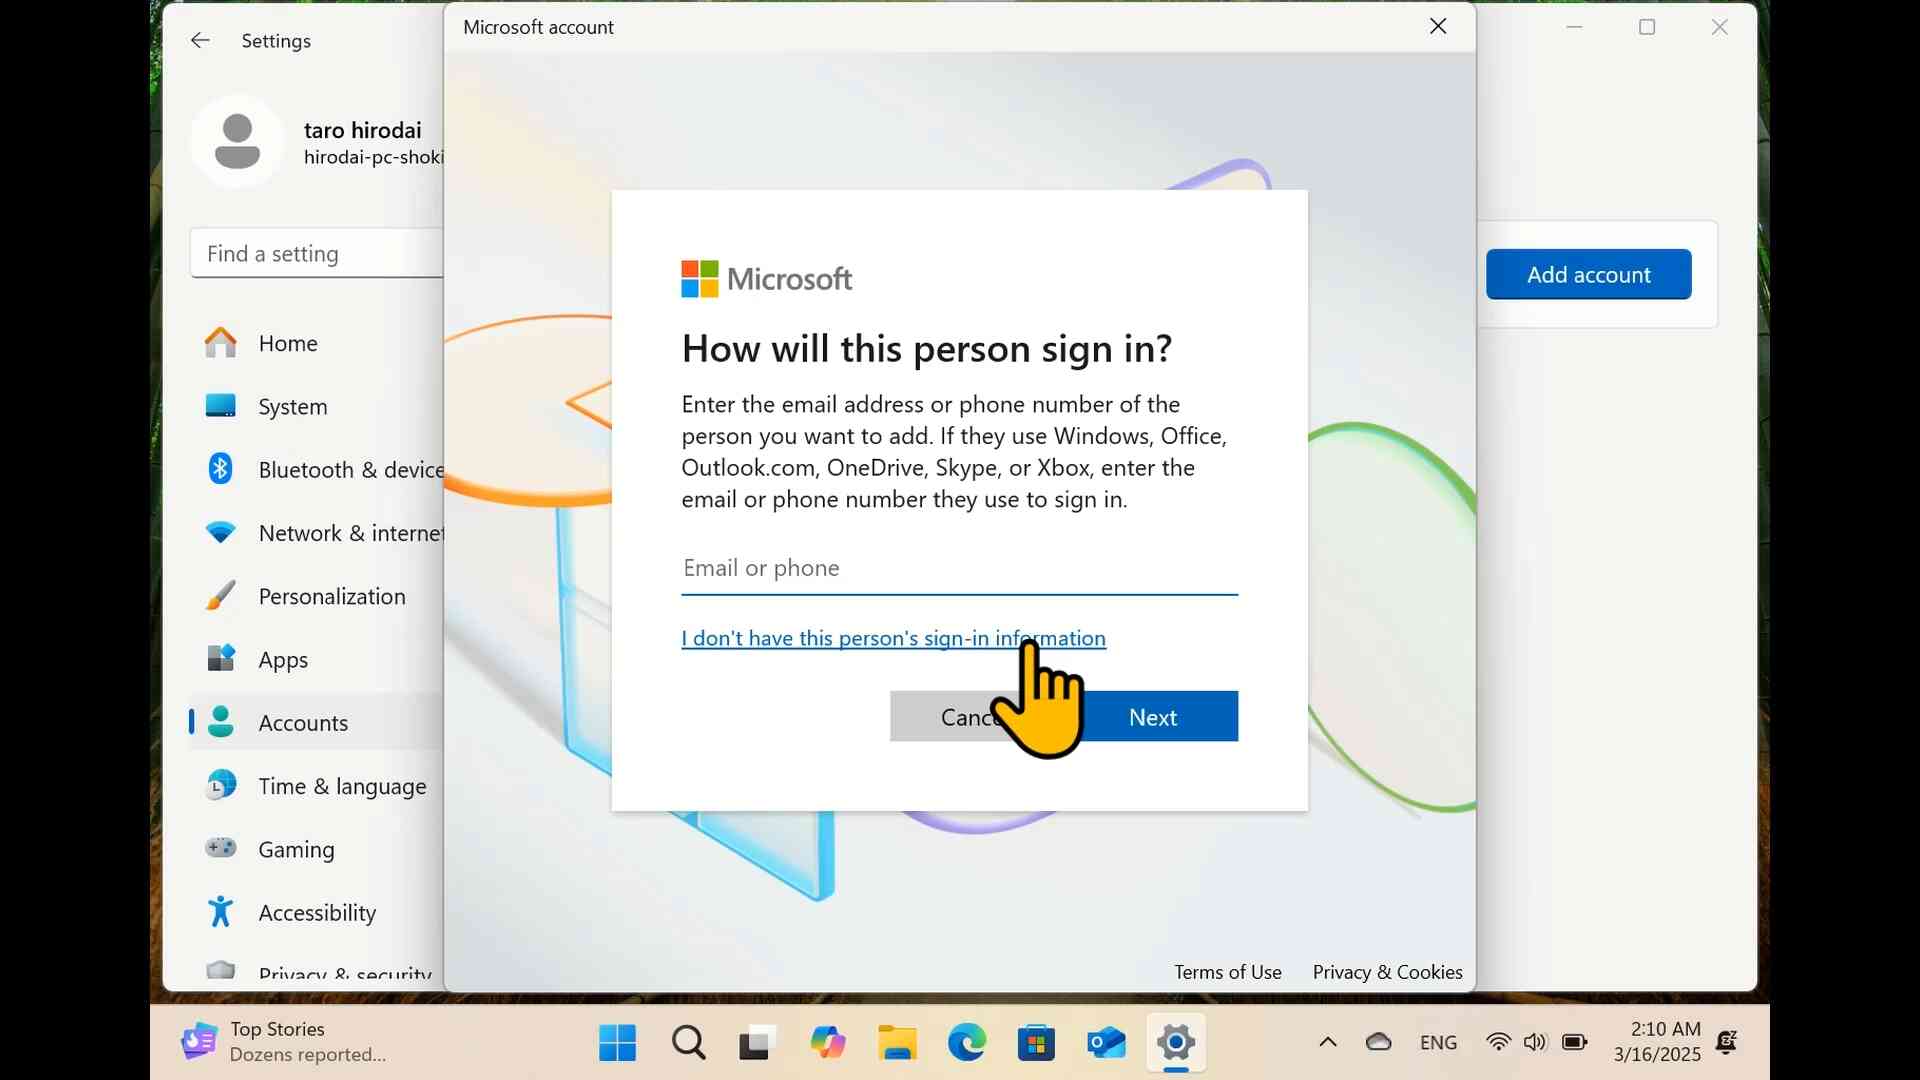 Settings
taro hirodai
hirodai-pc-shoki
Find a setting
Home
System
Bluetooth & device
Network & internet
Personalization
Apps
Accounts
Time & language
Gaming
Accessibility
Privacy & security
Microsoft account
Microsoft
How will this person sign in?
Enter the email address or phone number of the
person you want to add. If they use Windows, Office,
Outlook.com, OneDrive, Skype, or Xbox, enter the
email or phone number they use to sign in.
Email or phone
I don't have this person's sign-in information
Cance
Next
Terms of Use
Privacy & Cookies
Add account
Top Stories
Dozens reported...
ENG
2:10 AM
3/16/2025